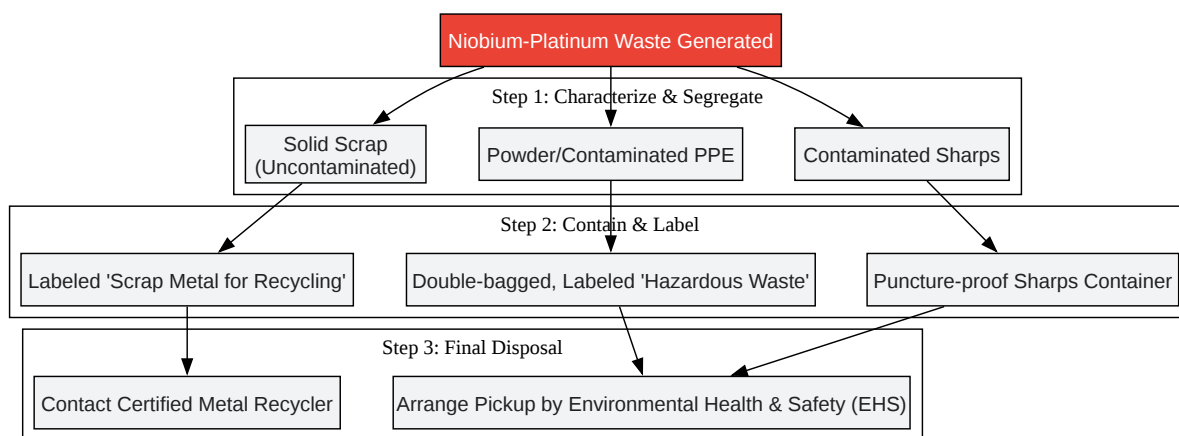 Niobium-Platinum Waste Generated
Step 1: Characterize & Segregate
Solid Scrap
(Uncontaminated)
Powder/Contaminated PPE
Contaminated Sharps
Step 2: Contain & Label
Labeled 'Scrap Metal for Recycling'
Double-bagged, Labeled 'Hazardous Waste'
Puncture-proof Sharps Container
Step 3: Final Disposal
Contact Certified Metal Recycler
Arrange Pickup by Environmental Health & Safety (EHS)